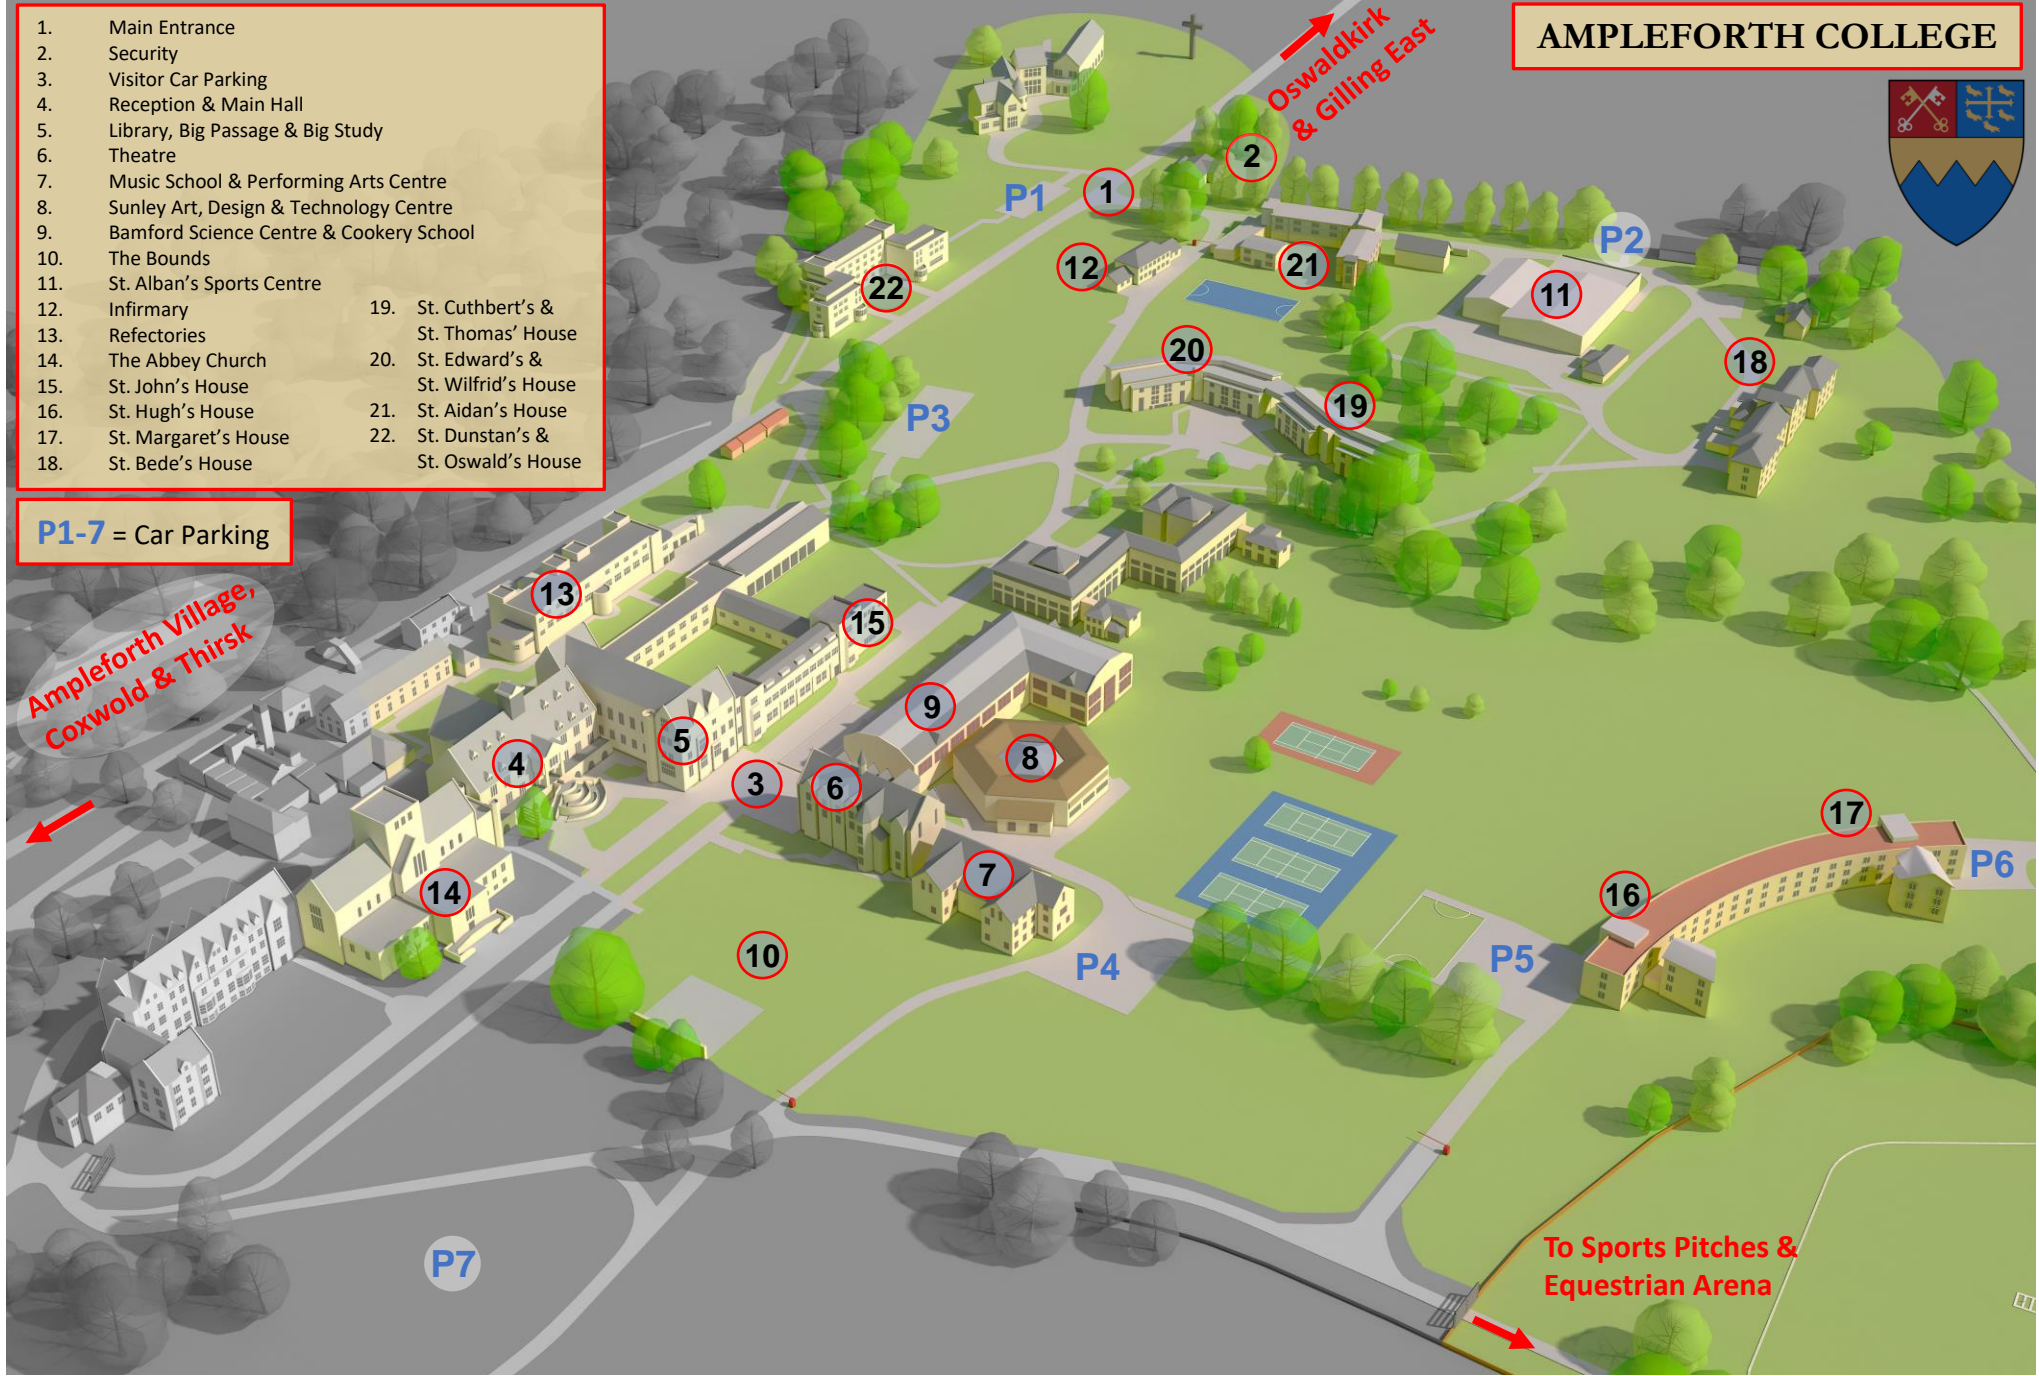 AMPLEFORTH COLLEGE
1. Main Entrance
2. Security
3. Visitor Car Parking
4. Reception & Main Hall
5. Library, Big Passage & Big Study
6. Theatre
7. Music School & Performing Arts Centre
8. Sunley Art, Design & Technology Centre
9. Bamford Science Centre & Cookery School
10. The Bounds
11. St. Alban's Sports Centre
12. Infirmary
13. Refectories
14. The Abbey Church
15. St. John's House
16. St. Hugh's House
17. St. Margaret's House
18. St. Bede's House
19. St. Cuthbert's &
St. Thomas' House
20. St. Edward's &
St. Wilfrid's House
21. St. Aidan's House
22. St. Dunstan's &
St. Oswald's House
P1-7 = Car Parking
Oswaldkirk
& Gilling East
2
1
P1
P2
12
21
22
11
20
18
19
P3
13
15
Ampleforth Village,
Coxwold & Thirsk
9
5
8
4
3
6
17
P6
7
14
16
10
P4
P5
P7
To Sports Pitches &
Equestrian Arena